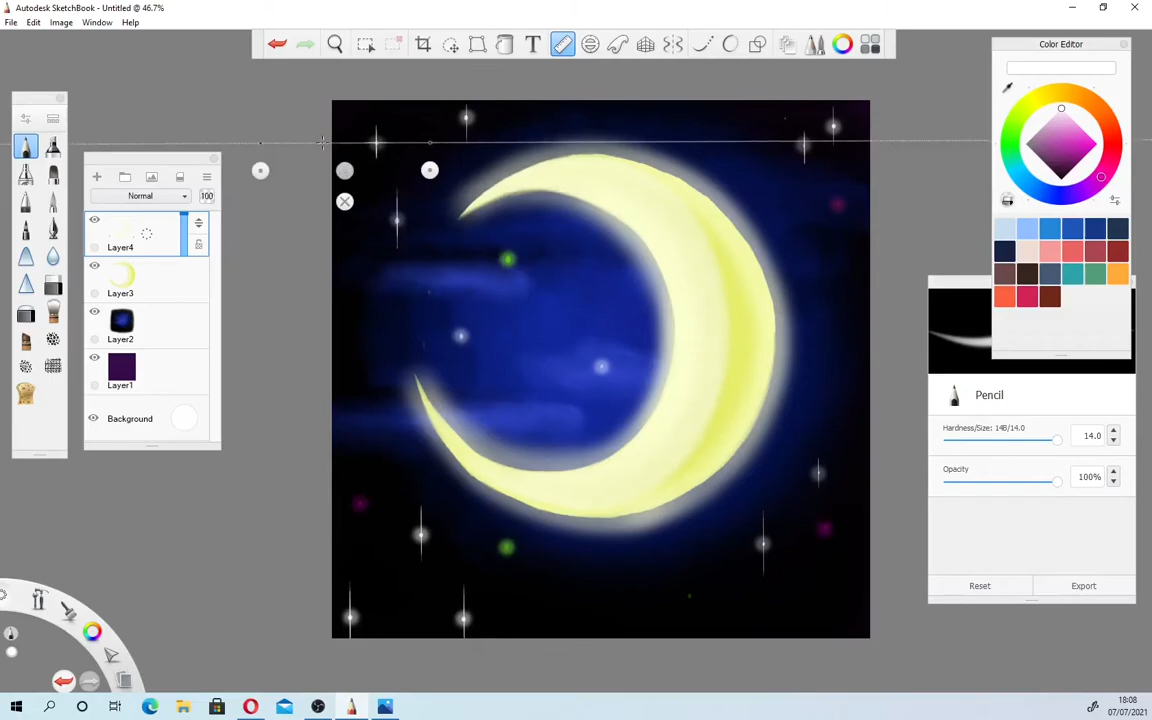 Autodesk SketchBook - Untitled @ 46.7%
File Edit Image Window Help
Color Editor
Normal
100
Layer4
Layer3
Layer2
Layer1
Background
Pencil
Hardness/Size: 14B/14.0
14.0
Opacity
100%
Reset Export
18:08
07/07/2021